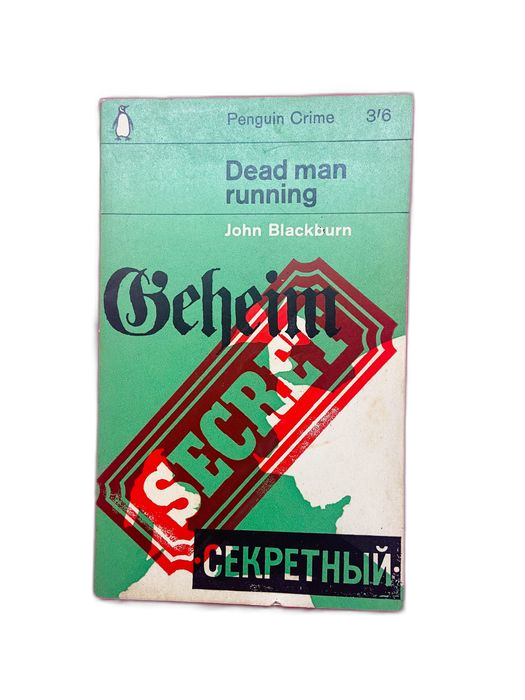 Penguin Crime 3'6
Dead man
running
John Blackburn
Geheim
SECRET
·СЕКРЕТНЫЙ·